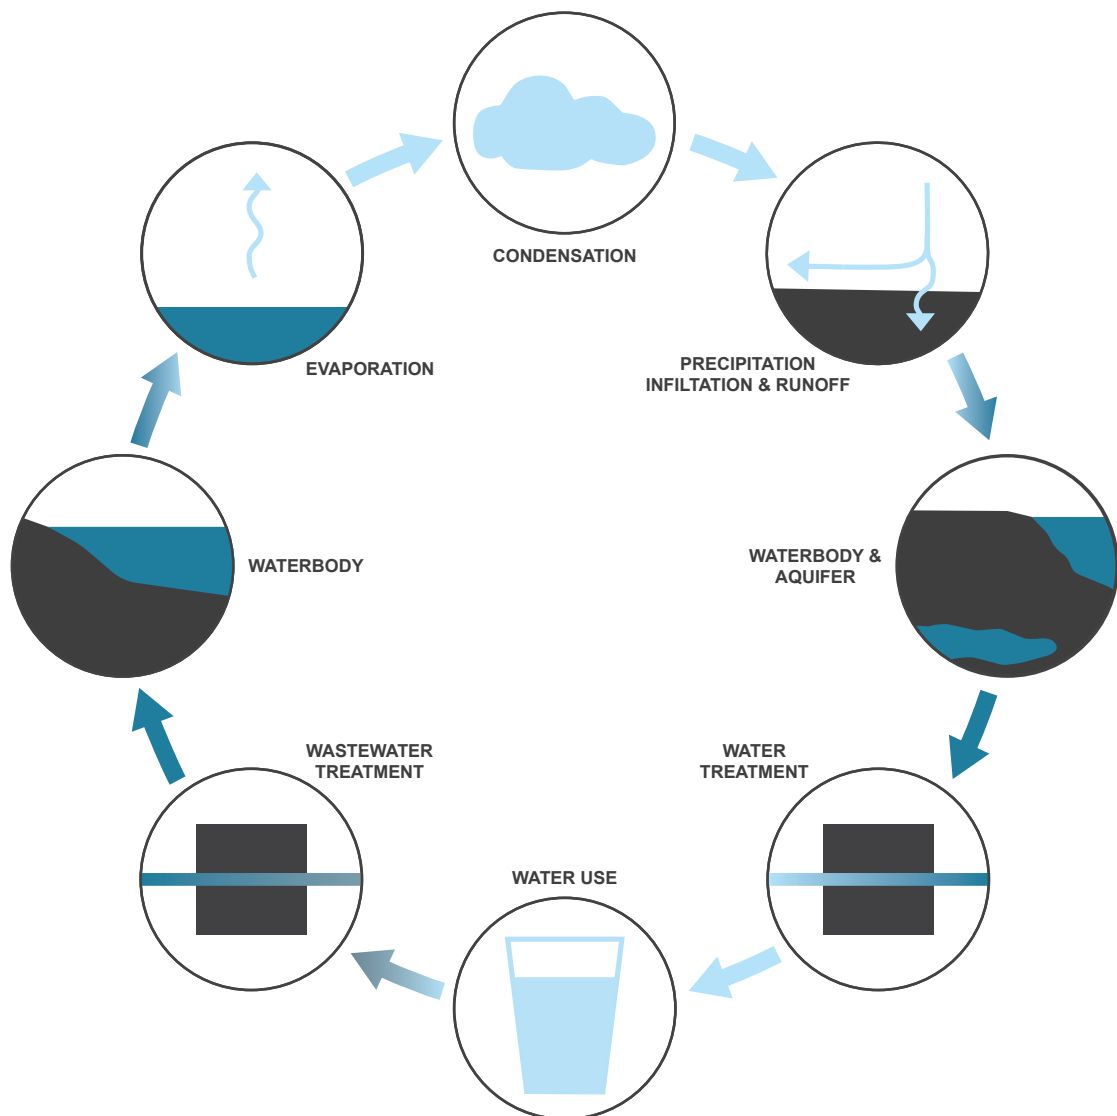 CONDENSATION
EVAPORATION
PRECIPITATION
INFILTATION & RUNOFF
WATERBODY
WATERBODY &
AQUIFER
WASTEWATER
TREATMENT
WATER
TREATMENT
WATER USE